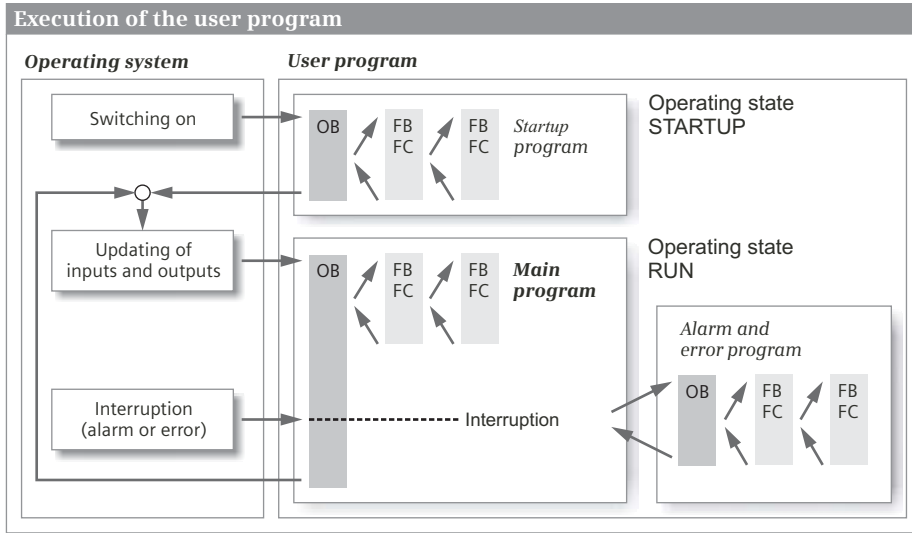 Execution of the user program
Operating system
User program
Switching on
OB
FB
FC
FB
FC
Startup
program
Operating state
STARTUP
Updating of
inputs and outputs
OB
FB
FC
FB
FC
Main
program
Operating state
RUN
Alarm and
error program
OB
FB
FC
FB
FC
Interruption
(alarm or error)
Interruption